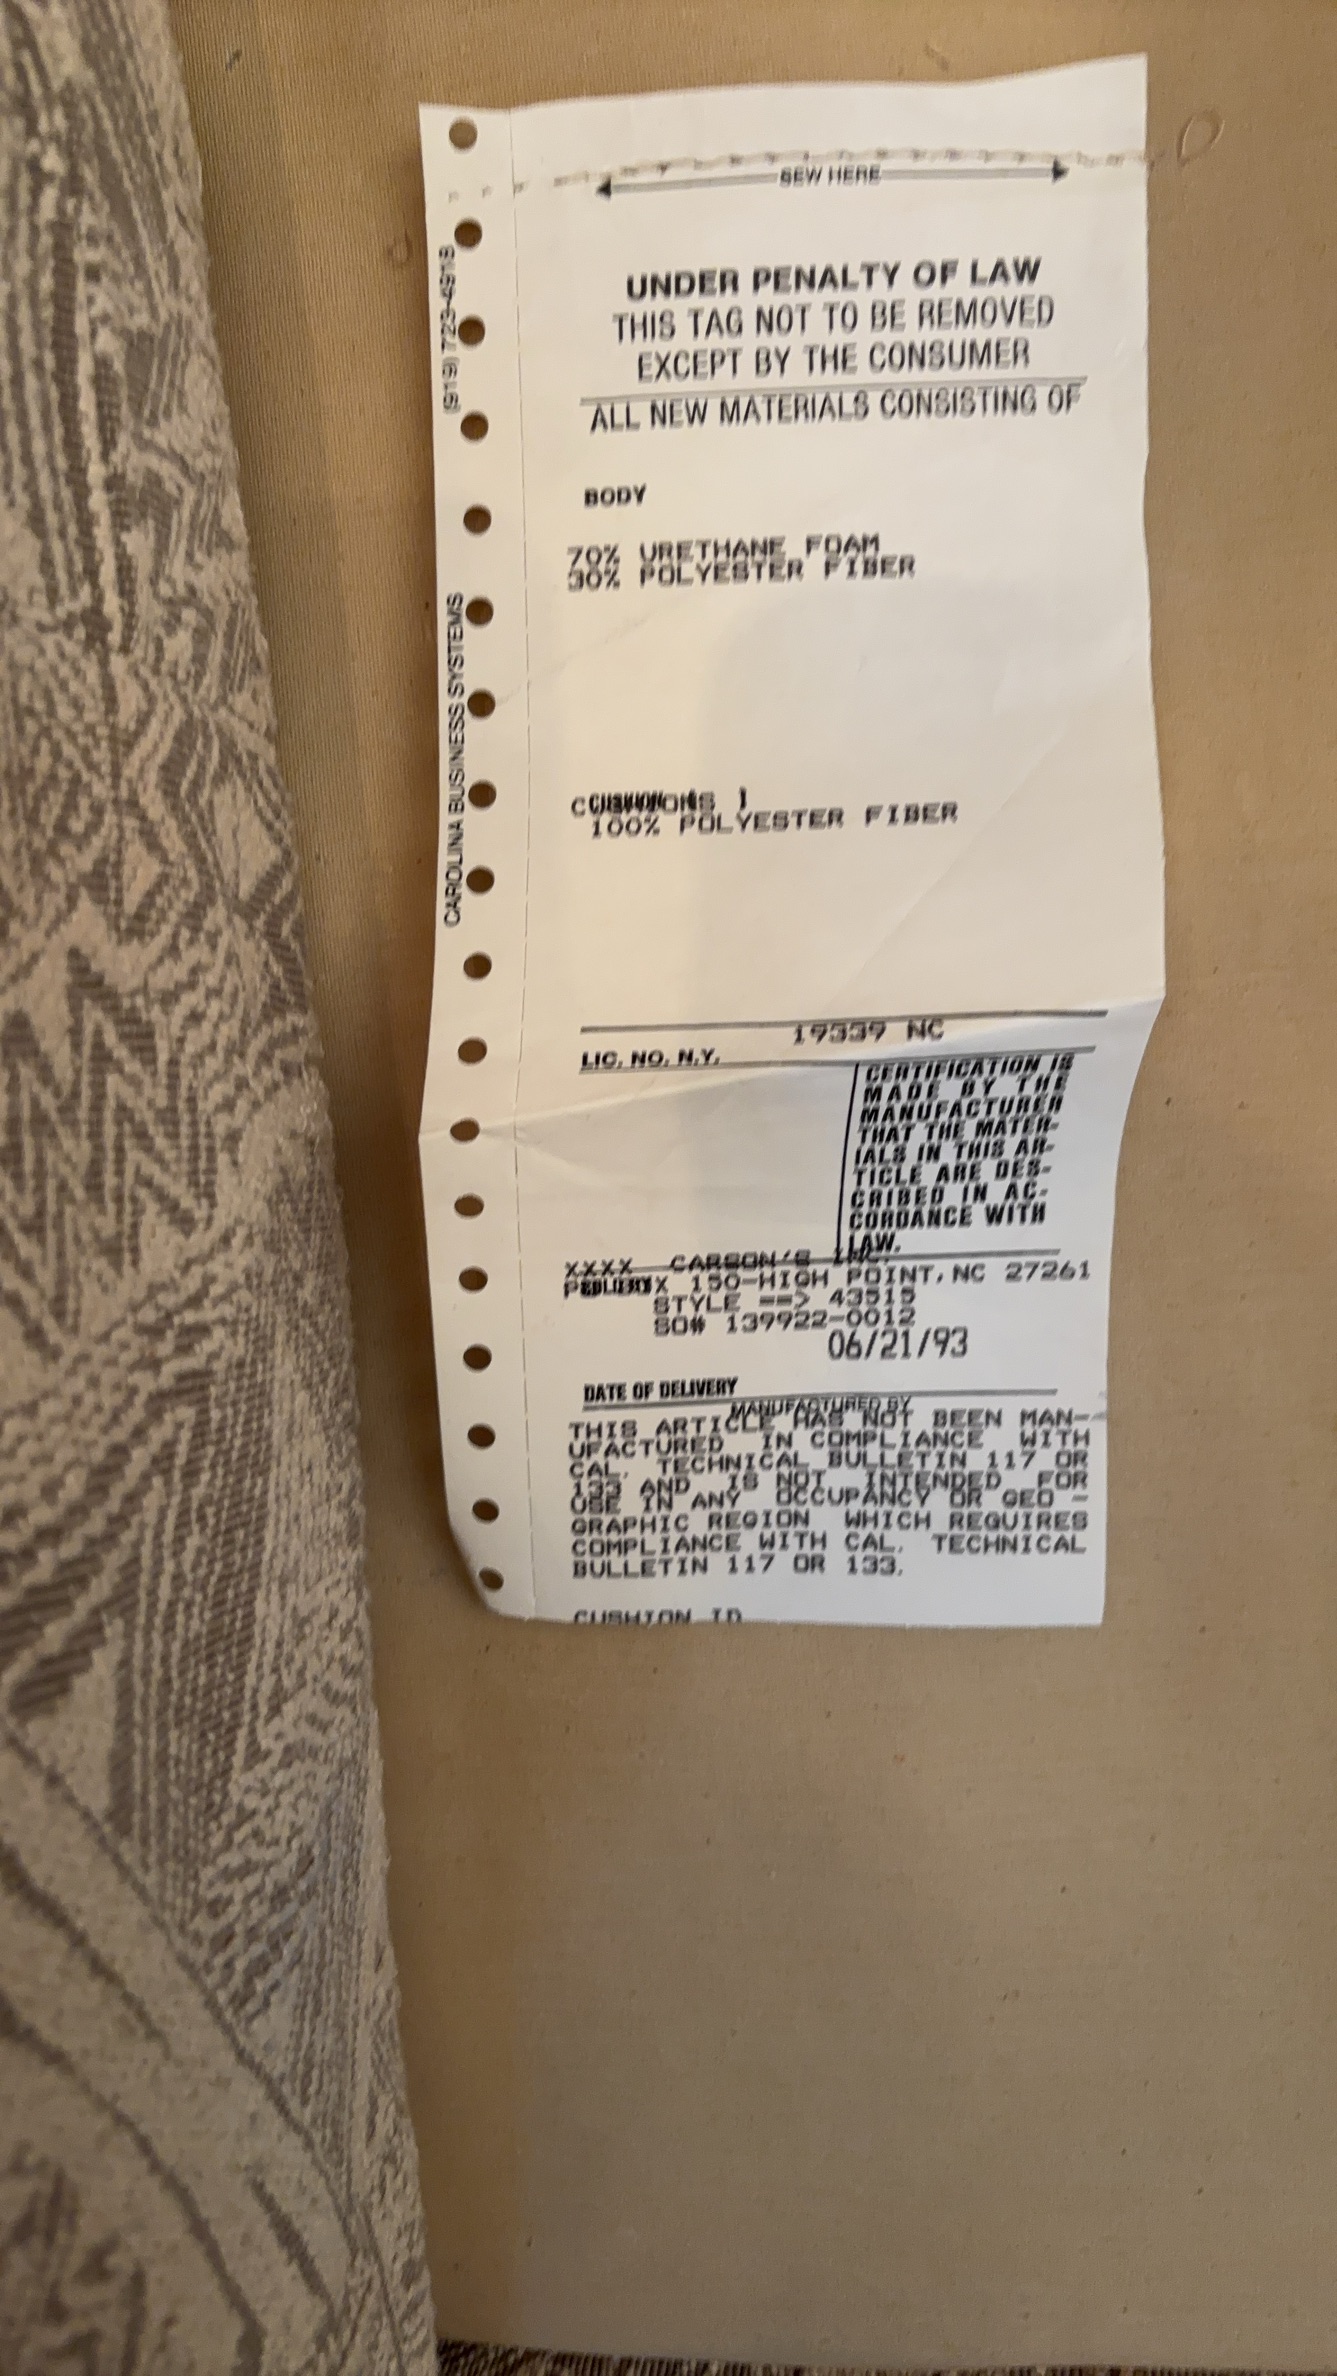 SEW HERE
UNDER PENALTY OF LAW
THIS TAG NOT TO BE REMOVED
EXCEPT BY THE CONSUMER
ALL NEW MATERIALS CONSISTING OF
BODY
70% URETHANE FOAM
30% POLYESTER FIBER
100% POLYESTER FIBER
19339 NC
LIC. NO. N.Y.
CERTIFICATION IS
MADE BY THE
MANUFACTURER
THAT THE MATER-
IALS IN THIS AR-
TICLE ARE DES-
CRIBED IN AC-
CORDANCE WITH
LAW.
XXXX CARSON'S INC.
150-HIGH POINT, NC 27261
STYLE ==> 43515
SO# 139922-0012
06/21/93
DATE OF DELIVERY
MANUFACTURED BY
THIS ARTICLE HAS NOT BEEN MAN-
UFACTURED IN COMPLIANCE WITH
CAL. TECHNICAL BULLETIN 117 OR
133 AND IS NOT INTENDED FOR
USE IN ANY OCCUPANCY OR GEO -
GRAPHIC REGION WHICH REQUIRES
COMPLIANCE WITH CAL. TECHNICAL
BULLETIN 117 OR 133.
CUSHION ID
CAROLINA BUSINESS SYSTEMS
(919) 723-4918